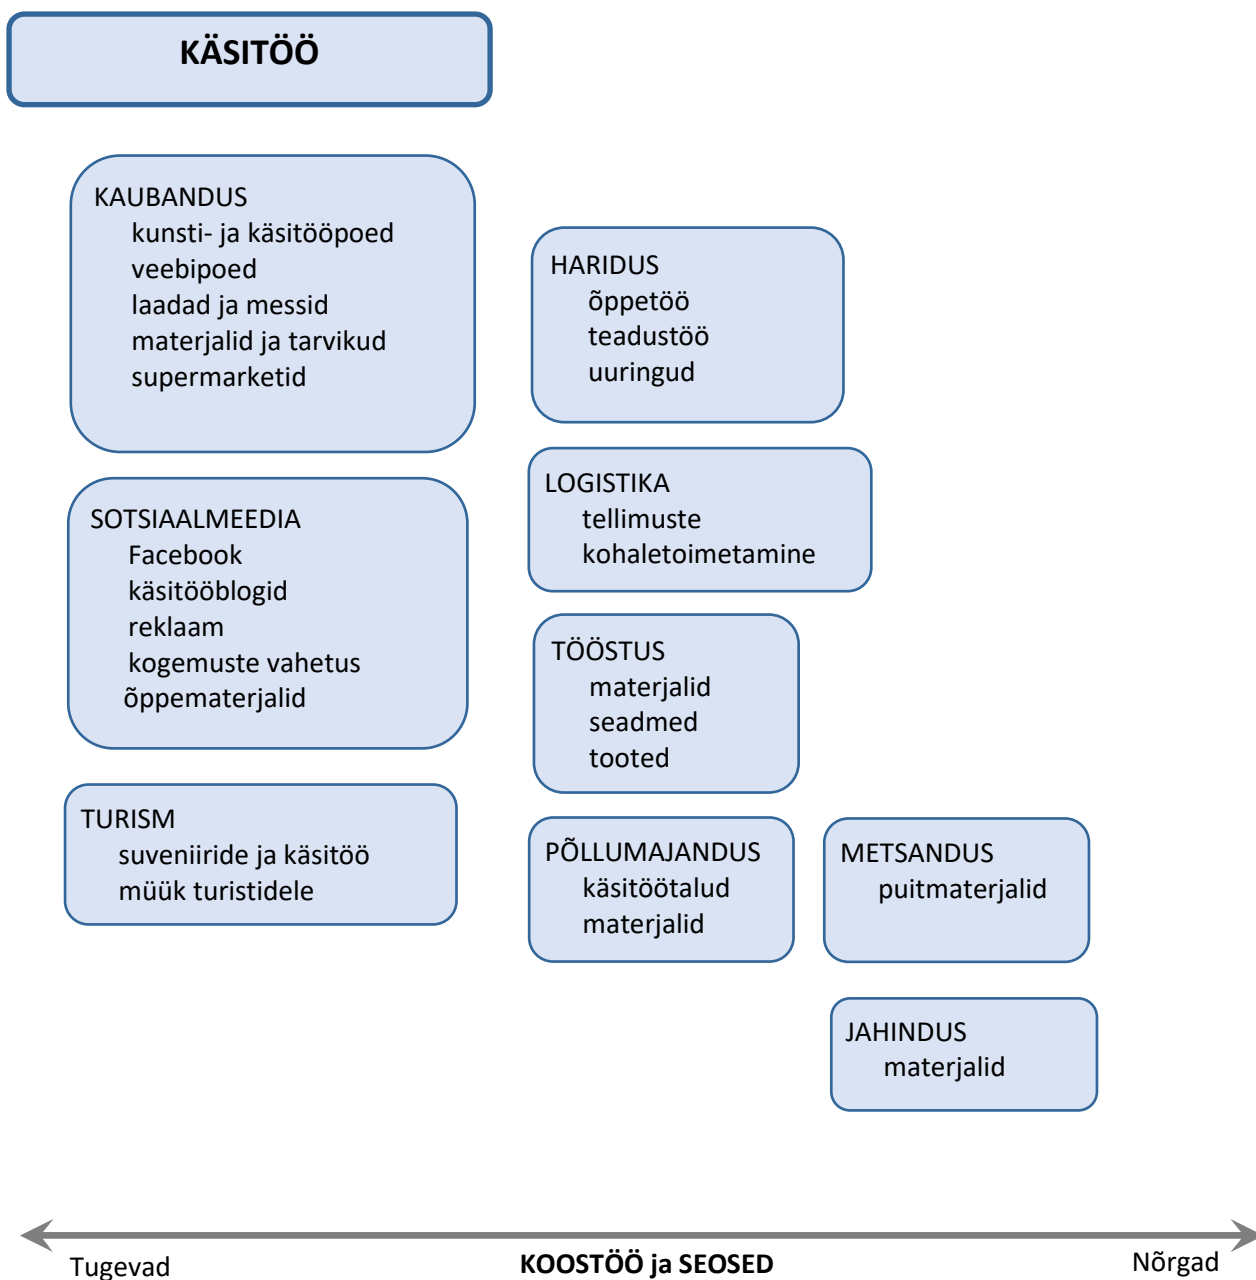 KÄSITÖÖ
KAUBANDUS
kunsti- ja käsitööpoed
veebipoed
laadad ja messid
materjalid ja tarvikud
supermarketid
SOTSIAALMEEDIA
Facebook
käsitööblogid
reklaam
kogemuste vahetus
õppematerjalid
TURISM
suveniiride ja käsitöö
müük turistidele
HARIDUS
õppetöö
teadustöö
uuringud
LOGISTIKA
tellimuste
kohaletoimetamine
TÖÖSTUS
materjalid
seadmed
tooted
PÕLLUMAJANDUS
käsitöötalud
materjalid
METSANDUS
puitmaterjalid
JAHINDUS
materjalid
Tugevad
KOOSTÖÖ ja SEOSED
Nõrgad